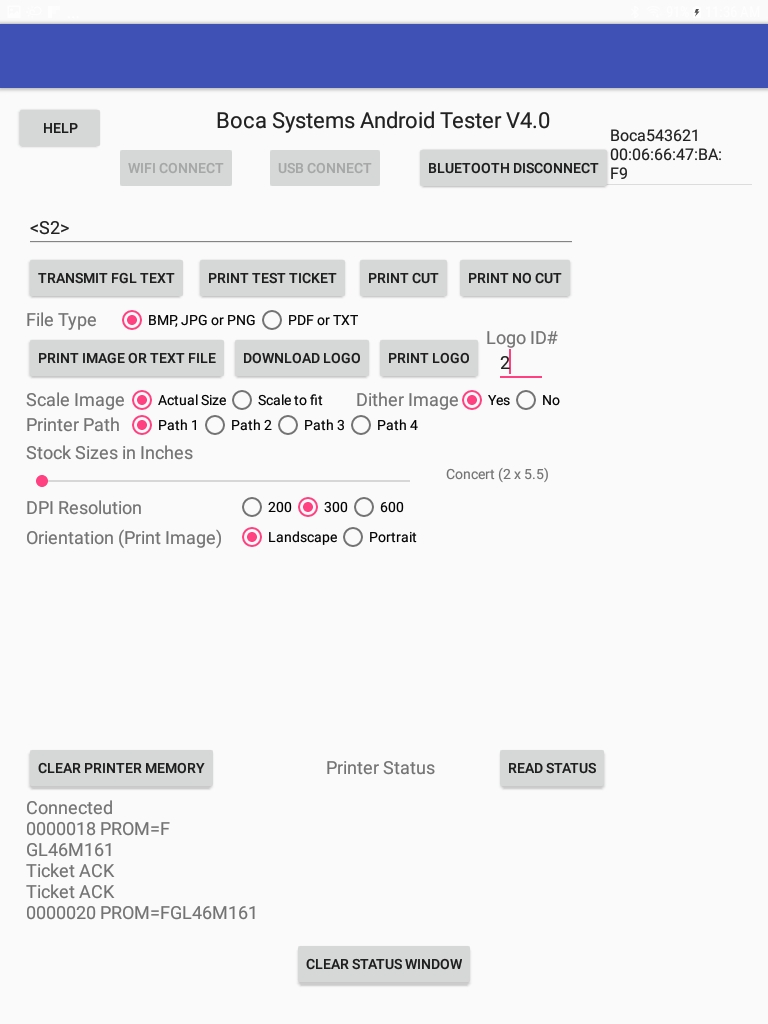 HELP
Boca Systems Android Tester V4.0
WIFI CONNECT
USB CONNECT
BLUETOOTH DISCONNECT
Boca543621
00:06:66:47:BA:
F9
<S2>
TRANSMIT FGL TEXT
PRINT TEST TICKET
PRINT CUT
PRINT NO CUT
File Type
BMP, JPG or PNG
PDF or TXT
Logo ID#
PRINT IMAGE OR TEXT FILE
DOWNLOAD LOGO
PRINT LOGO
2
Scale Image
Actual Size
Scale to fit
Dither Image
Yes
No
Printer Path
Path 1
Path 2
Path 3
Path 4
Stock Sizes in Inches
Concert (2 x 5.5)
DPI Resolution
200
300
600
Orientation (Print Image)
Landscape
Portrait
CLEAR PRINTER MEMORY
Printer Status
READ STATUS
Connected
0000018 PROM=F
GL46M161
Ticket ACK
Ticket ACK
0000020 PROM=FGL46M161
CLEAR STATUS WINDOW